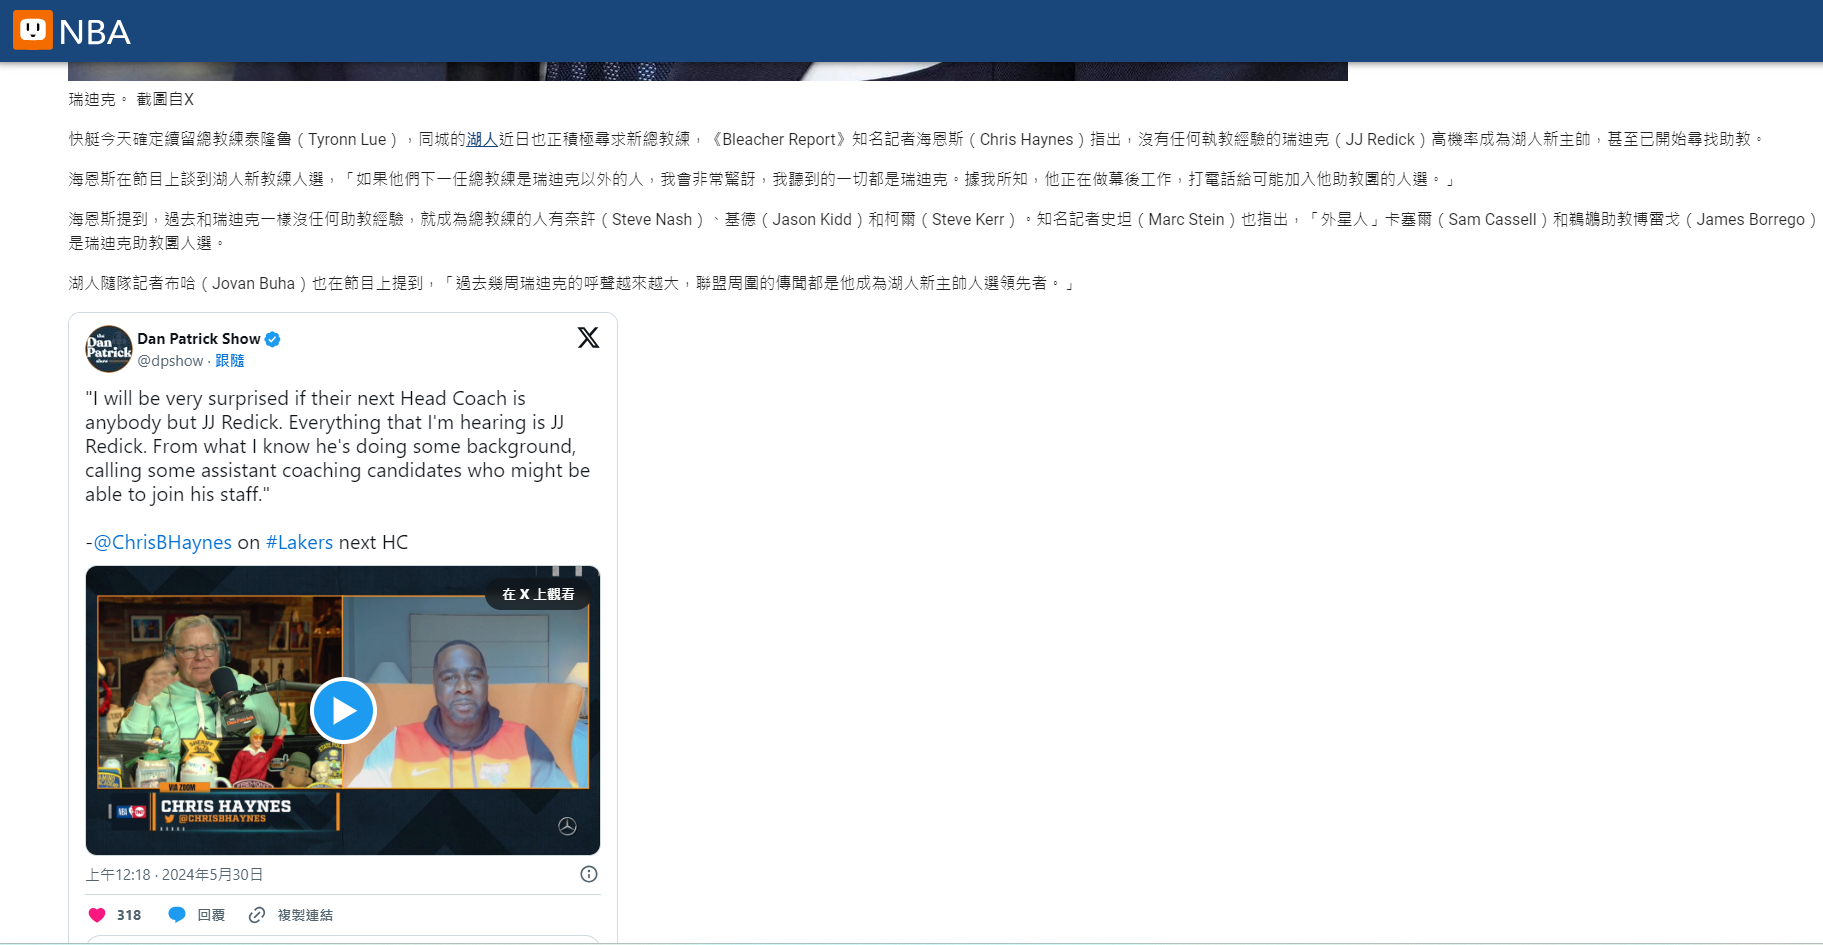 NBA
瑞迪克。 截圖自X
快艇今天確定續留總教練泰隆魯（Tyronn Lue），同城的湖人近日也正積極尋求新總教練，《Bleacher Report》知名記者海恩斯（Chris Haynes）指出，沒有任何執教經驗的瑞迪克（JJ Redick）高機率成為湖人新主帥，甚至已開始尋找助教。
海恩斯在節目上談到湖人新教練人選，「如果他們下一任總教練是瑞迪克以外的人，我會非常驚訝，我聽到的一切都是瑞迪克。據我所知，他正在做幕後工作，打電話給可能加入他助教團的人選。」
海恩斯提到，過去和瑞迪克一樣沒任何助教經驗，就成為總教練的人有奈許（Steve Nash）、基德（Jason Kidd）和柯爾（Steve Kerr）。知名記者史坦（Marc Stein）也指出，「外星人」卡塞爾（Sam Cassell）和鵜鶘助教博雷戈（James Borrego）
是瑞迪克助教團人選。
湖人隨隊記者布哈（Jovan Buha）也在節目上提到，「過去幾周瑞迪克的呼聲越來越大，聯盟周圍的傳聞都是他成為湖人新主帥人選領先者。」
the Dan Patrick show
Dan Patrick Show
@dpshow · 跟隨
"I will be very surprised if their next Head Coach is
anybody but JJ Redick. Everything that I'm hearing is JJ
Redick. From what I know he's doing some background,
calling some assistant coaching candidates who might be
able to join his staff."
-@ChrisBHaynes on #Lakers next HC
在 X 上觀看
SHERIFF
VIA ZOOM
CHRIS HAYNES
@CHRISBHAYNES
上午12:18 · 2024年5月30日
318 回覆 複製連結